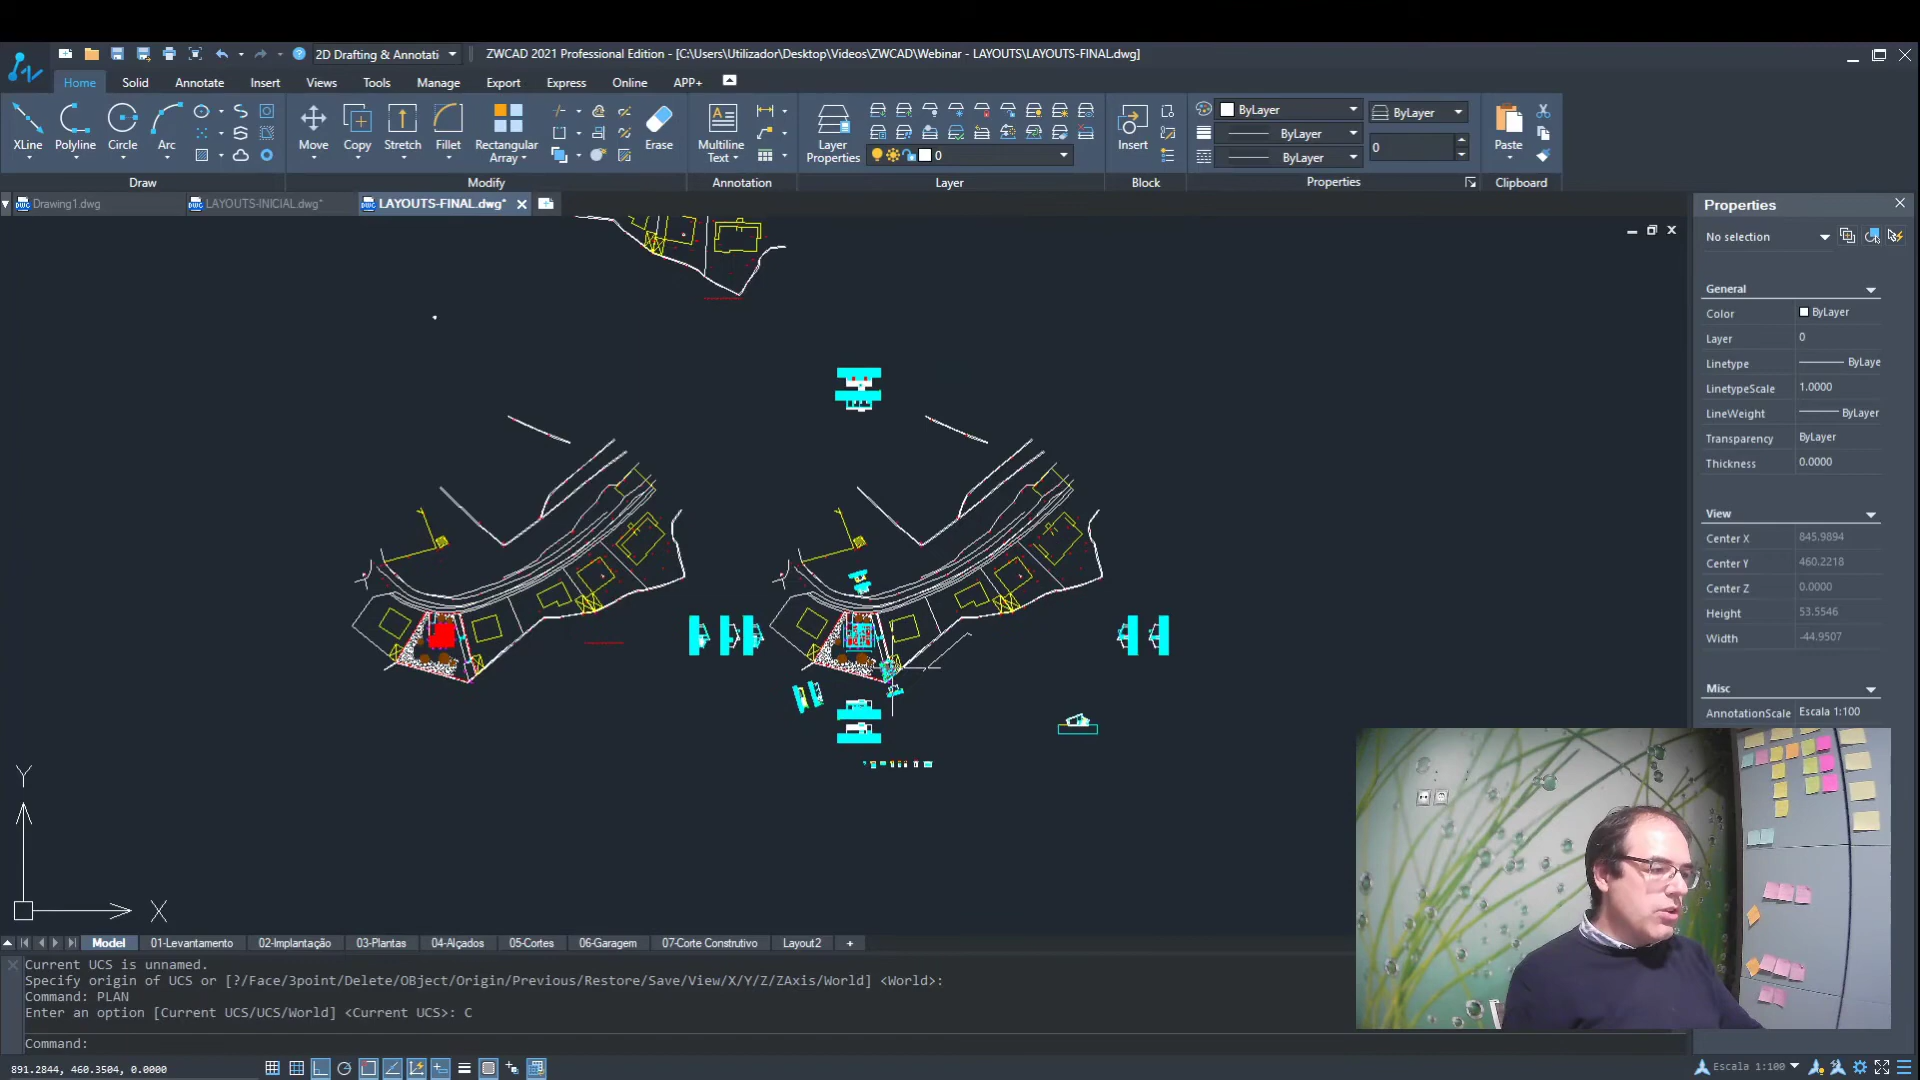 2D Drafting & Annotati
ZWCAD 2021 Professional Edition - [C:\Users\Utilizador\Desktop\Videos\ZWCAD\Webinar - LAYOUTS\LAYOUTS-FINAL.dwg]
Home Solid Annotate Insert Views Tools Manage Export Express Online APP+
XLine Polyline Circle Arc
Move Copy Stretch Fillet Rectangular Array Erase
Multiline Text
Layer Properties
0
Insert
ByLayer ByLayer
ByLayer
0
ByLayer
Paste
Draw Modify Annotation Layer Block Properties Clipboard
Drawing1.dwg LAYOUTS-INICIAL.dwg* LAYOUTS-FINAL.dwg*
Properties
No selection
General
Color ByLayer
Layer 0
Linetype ByLaye
LinetypeScale 1.0000
LineWeight ByLayer
Transparency ByLayer
Thickness 0.0000
View
Center X 845.9894
Center Y 460.2218
Center Z 0.0000
Height 53.5546
Width -44.9507
Misc
AnnotationScale Escala 1:100
Y
X
Model 01-Levantamento 02-Implantação 03-Plantas 04-Alçados 05-Cortes 06-Garagem 07-Corte Construtivo Layout2 +
Current UCS is unnamed.
Specify origin of UCS or [?/Face/3point/Delete/OBject/Origin/Previous/Restore/Save/View/X/Y/Z/ZAxis/World] <World>:
Command: PLAN
Enter an option [Current UCS/UCS/World] <Current UCS>: C
Command:
891.2844, 460.3504, 0.0000
Escala 1:100